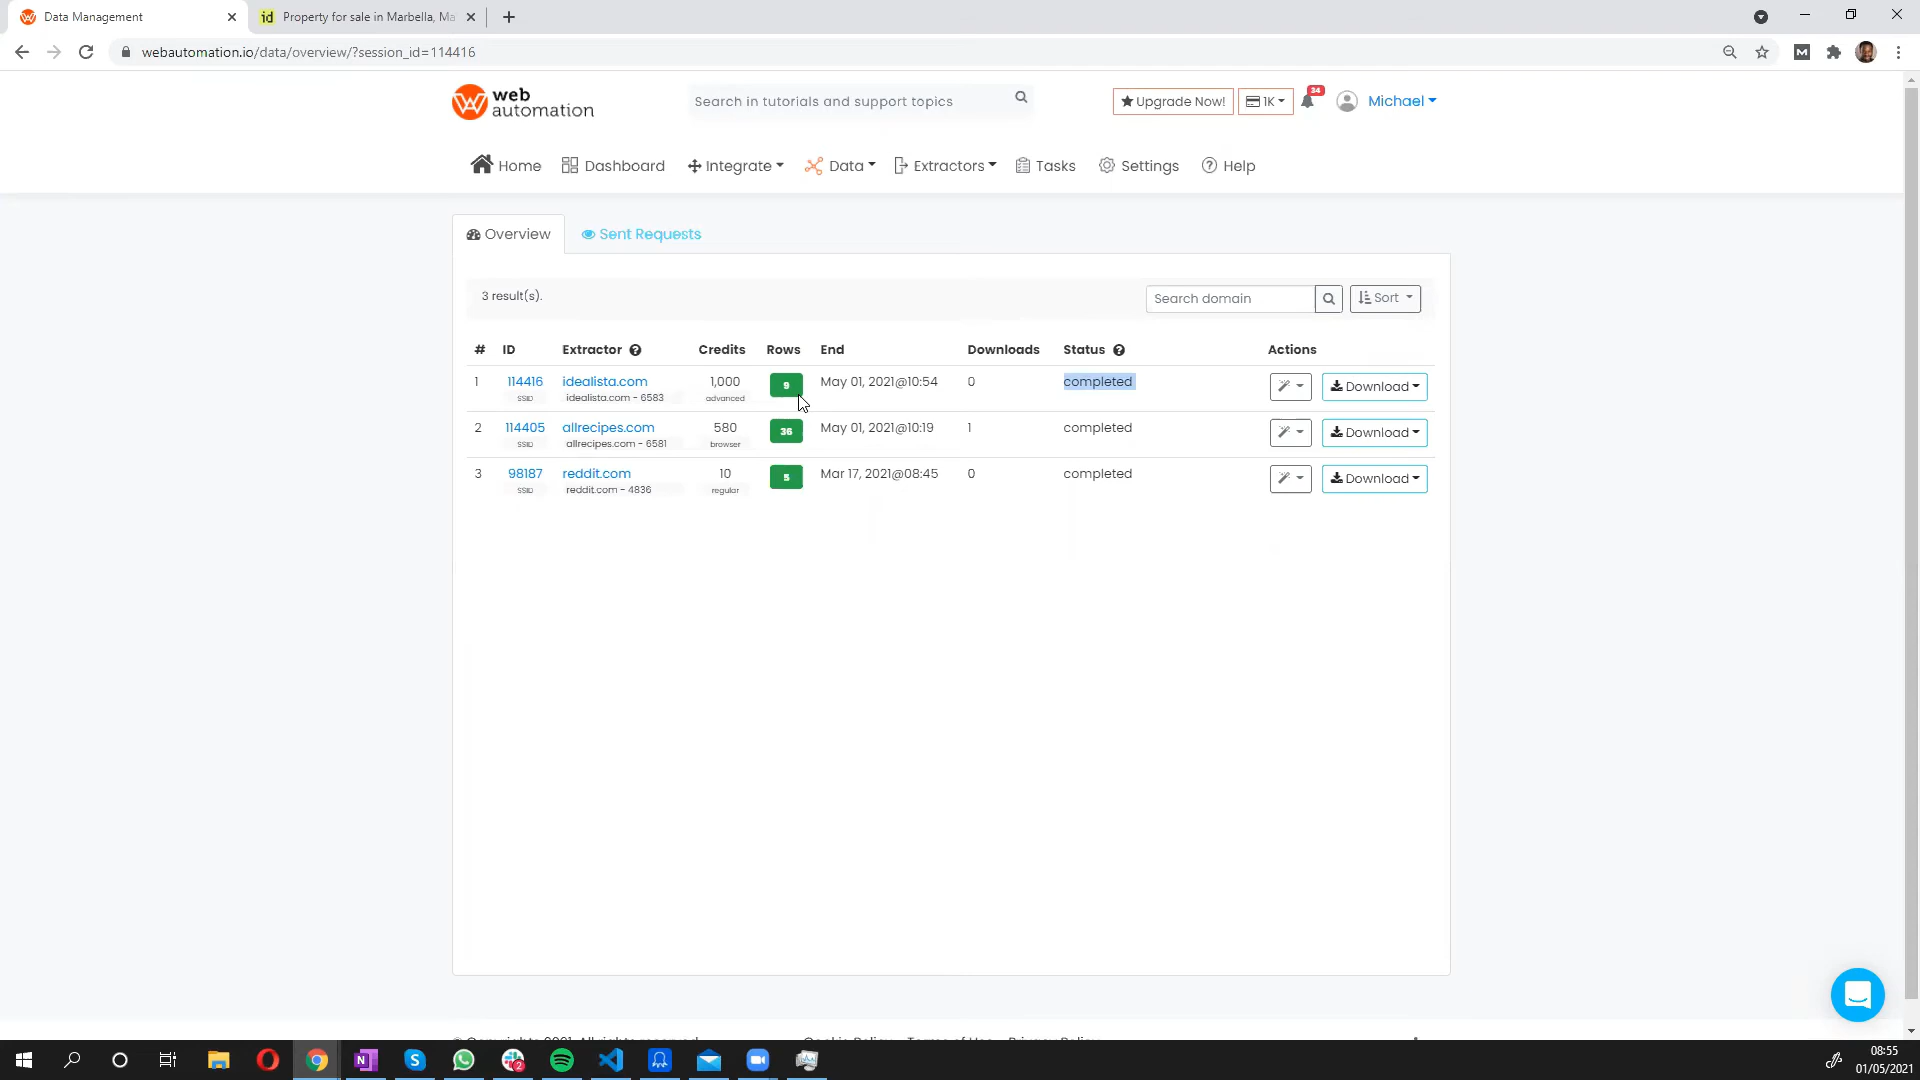 Data Management
id Property for sale in Marbella, Ma
webautomation.io/data/overview/?session_id=114416
web
automation
Search in tutorials and support topics
Upgrade Now!
1K
34
Michael
Home
Dashboard
Integrate
Data
Extractors
Tasks
Settings
Help
Overview
Sent Requests
3 result(s).
Search domain
Sort
# ID Extractor Credits Rows End Downloads Status Actions
1 114416 idealista.com 1,000 9 May 01, 2021@10:54 0 completed Download
SSID idealista.com - 6583 advanced
2 114405 allrecipes.com 580 36 May 01, 2021@10:19 1 completed Download
SSID allrecipes.com - 6581 browser
3 98187 reddit.com 10 5 Mar 17, 2021@08:45 0 completed Download
SSID reddit.com - 4836 regular
2
08:55
01/05/2021